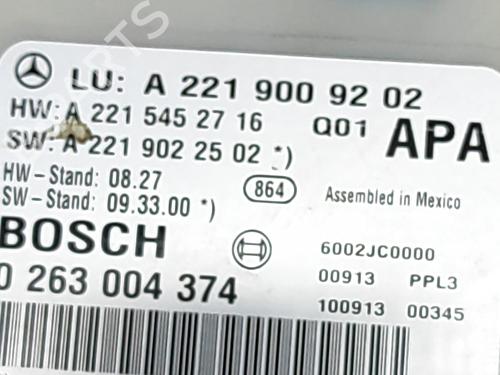 LU: A 221 900 92 02
HW: A 221 545 27 16 Q01 APA
SW: A 221 902 25 02 *)
HW-Stand: 08.27
SW-Stand: 09.33.00 *)
864
Assembled in Mexico
BOSCH
6002JC0000
0 263 004 374
00913 PPL3
100913 00345